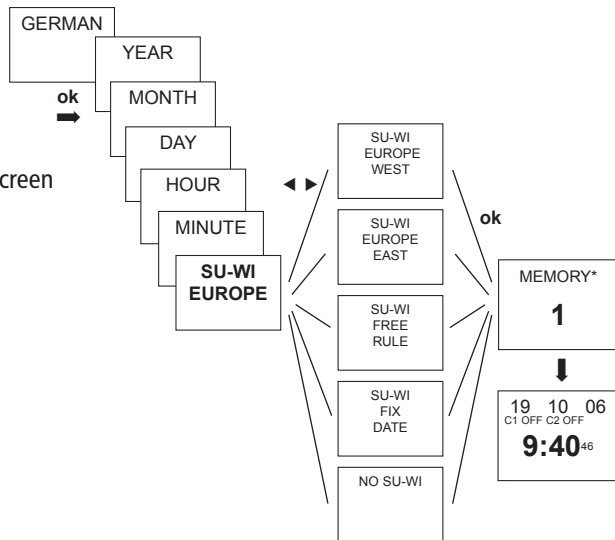 GERMAN
YEAR
ok
MONTH
DAY
creen
HOUR
MINUTE
SU-WI
EUROPE
SU-WI
EUROPE
WEST
SU-WI
EUROPE
EAST
SU-WI
FREE
RULE
SU-WI
FIX
DATE
NO SU-WI
ok
MEMORY*
1
19 10 06
C1 OFF C2 OFF
9:40 46